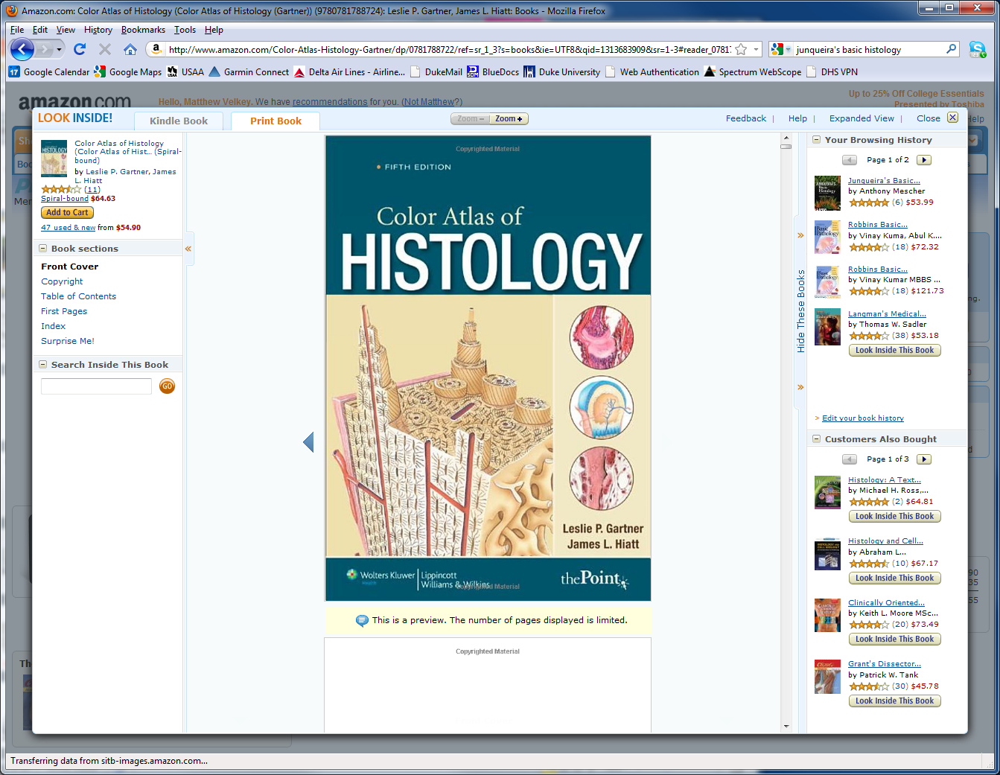 Amazon.com: Color Atlas of Histology (Color Atlas of Histology (Gartner)) (9780781788724): Leslie P. Gartner, James L. Hiatt: Books - Mozilla Firefox
File Edit View History Bookmarks Tools Help
http://www.amazon.com/Color-Atlas-Histology-Gartner/dp/0781788722/ref=sr_1_3?s=books&ie=UTF8&qid=1313683909&sr=1-3#reader_0781
junqueira's basic histology
17 Google Calendar Google Maps USAA Garmin Connect Delta Air Lines - Airline... DukeMail BlueDocs Duke University Web Authentication Spectrum WebScope DHS VPN
amazon.com Hello, Matthew Velkey. We have recommendations for you. (Not Matthew?)
Up to 25% Off College Essentials
Presented by Toshiba
LOOK INSIDE! Kindle Book Print Book Zoom - Zoom + Feedback | Help | Expanded View | Close
Color Atlas of Histology
(Color Atlas of Hist... (Spiral-
bound)
by Leslie P. Gartner, James
L. Hiatt
(11)
Spiral-bound $64.63
Add to Cart
47 used & new from $54.90
Book sections
Front Cover
Copyright
Table of Contents
First Pages
Index
Surprise Me!
Search Inside This Book
GO
Copyrighted Material
• FIFTH EDITION
Color Atlas of
HISTOLOGY
Leslie P. Gartner
James L. Hiatt
Wolters Kluwer | Lippincott
Health Williams & Wilkins
thePoint
Copyrighted Material
This is a preview. The number of pages displayed is limited.
Copyrighted Material
Hide These Books
Your Browsing History
Page 1 of 2
Junqueira's Basic...
by Anthony Mescher
(6) $53.99
Robbins Basic...
by Vinay Kuma, Abul K....
(18) $72.32
Robbins Basic...
by Vinay Kumar MBBS ...
(18) $121.73
Langman's Medical...
by Thomas W. Sadler
(38) $53.18
Look Inside This Book
> Edit your book history
Customers Also Bought
Page 1 of 3
Histology: A Text...
by Michael H. Ross,...
(2) $64.81
Look Inside This Book
Histology and Cell...
by Abraham L...
(10) $67.17
Look Inside This Book
Clinically Oriented...
by Keith L. Moore MSc...
(20) $73.49
Look Inside This Book
Grant's Dissector...
by Patrick W. Tank
(30) $45.78
Look Inside This Book
Transferring data from sitb-images.amazon.com...